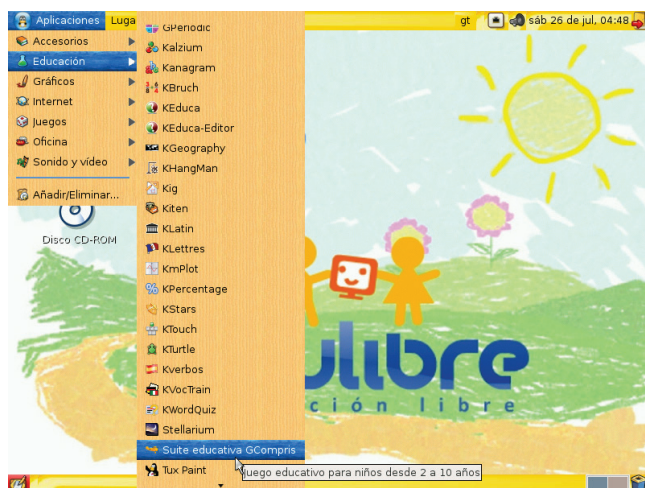 Aplicaciones Luga
gt sáb 26 de jul, 04:48
Accesorios
Educación
Gráficos
Internet
Juegos
Oficina
Sonido y vídeo
Añadir/Eliminar...
Disco CD-ROM
GPeriodic
Kalzium
Kanagram
KBruch
KEduca
KEduca-Editor
KGeography
KHangMan
Kig
Kiten
KLatin
KLettres
KmPlot
KPercentage
KStars
KTouch
KTurtle
Kverbos
KVocTrain
KWordQuiz
Stellarium
Suite educativa GCompris
Tux Paint
Juego educativo para niños desde 2 a 10 años
ulibre
ción libre